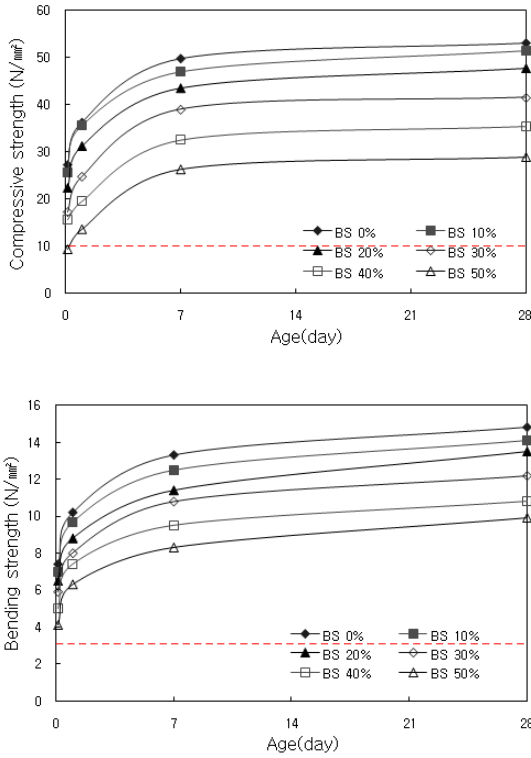 60
50
40
30
20
10
0
Compressive strength (N/㎟)
BS 0% BS 10%
BS 20% BS 30%
BS 40% BS 50%
0 7 14 21 28
Age(day)
16
14
12
10
8
6
4
2
0
Bending strength (N/㎟)
BS 0% BS 10%
BS 20% BS 30%
BS 40% BS 50%
0 7 14 21 28
Age(day)